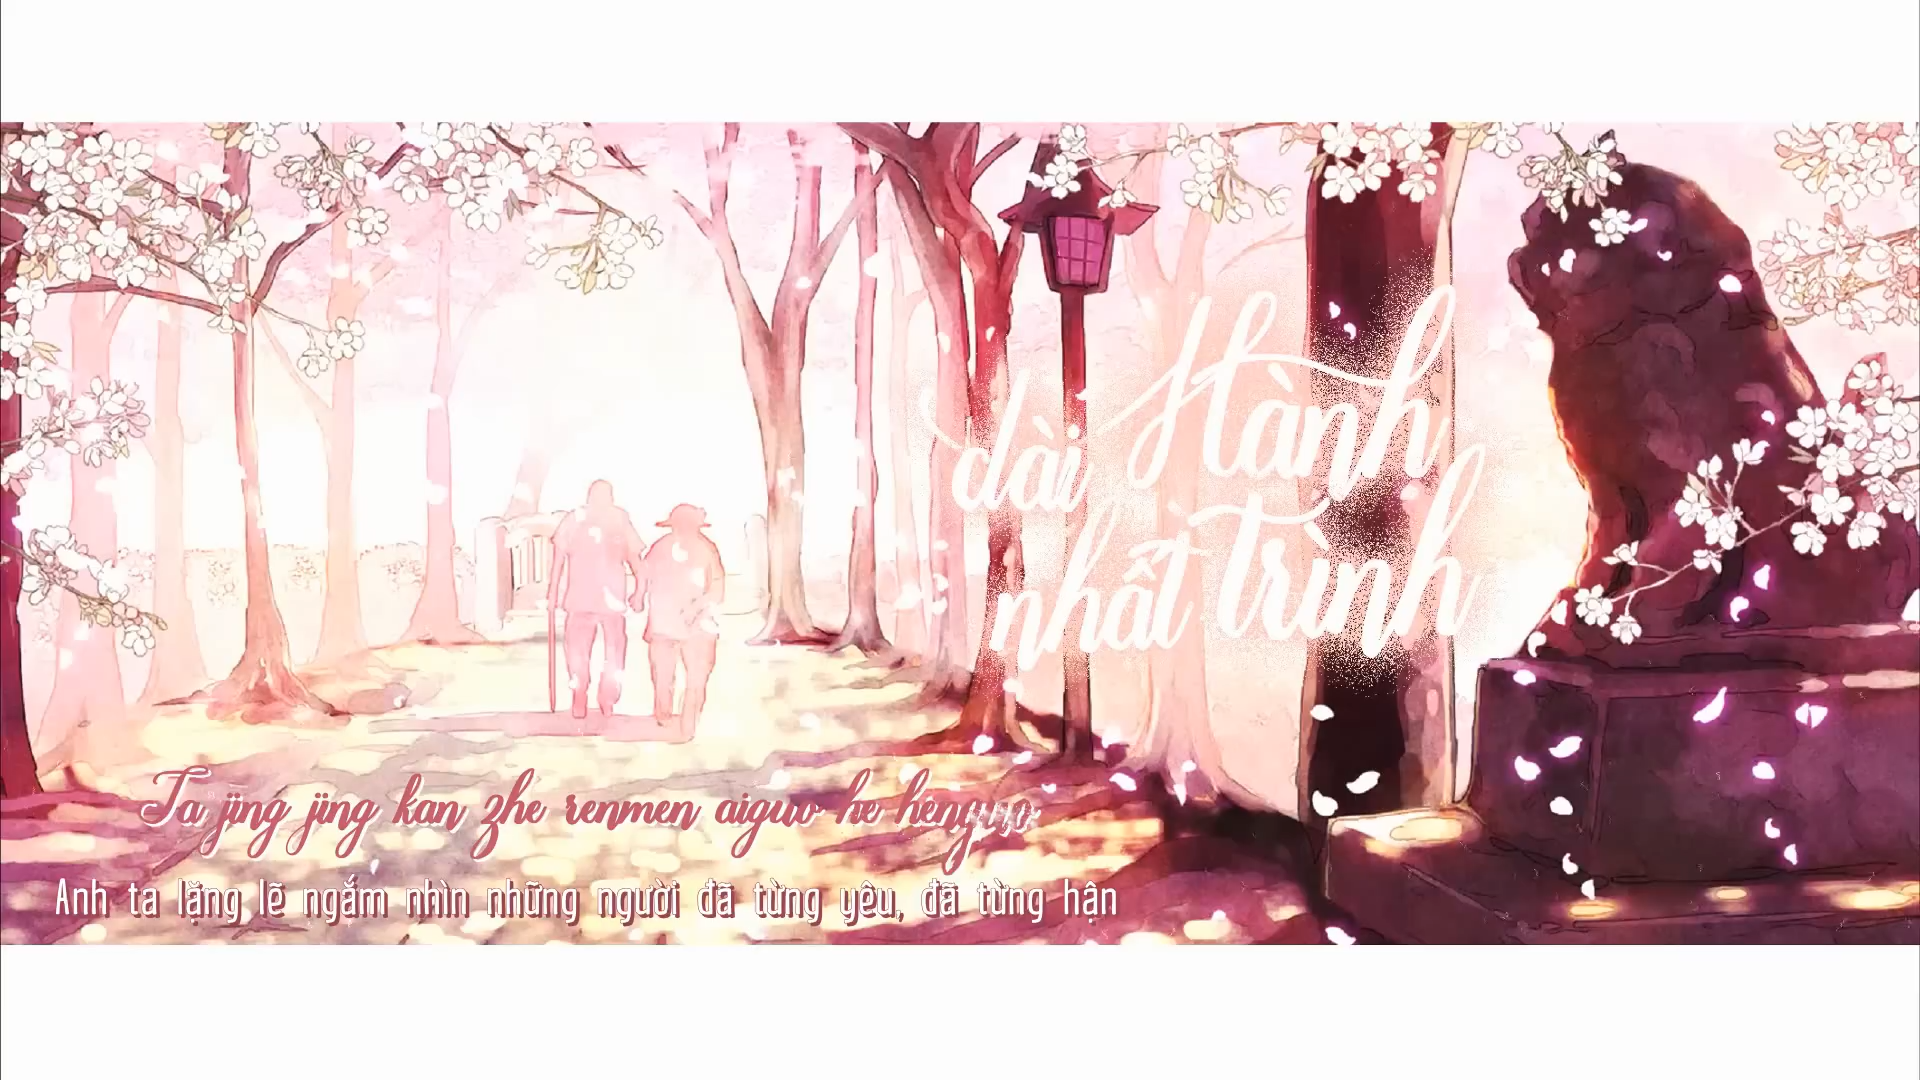 Hành
dài
trình
nhất
Ta jing jing kan zhe renmen aiguo he henguo
Anh ta lặng lẽ ngắm nhìn những người đã từng yêu, đã từng hận